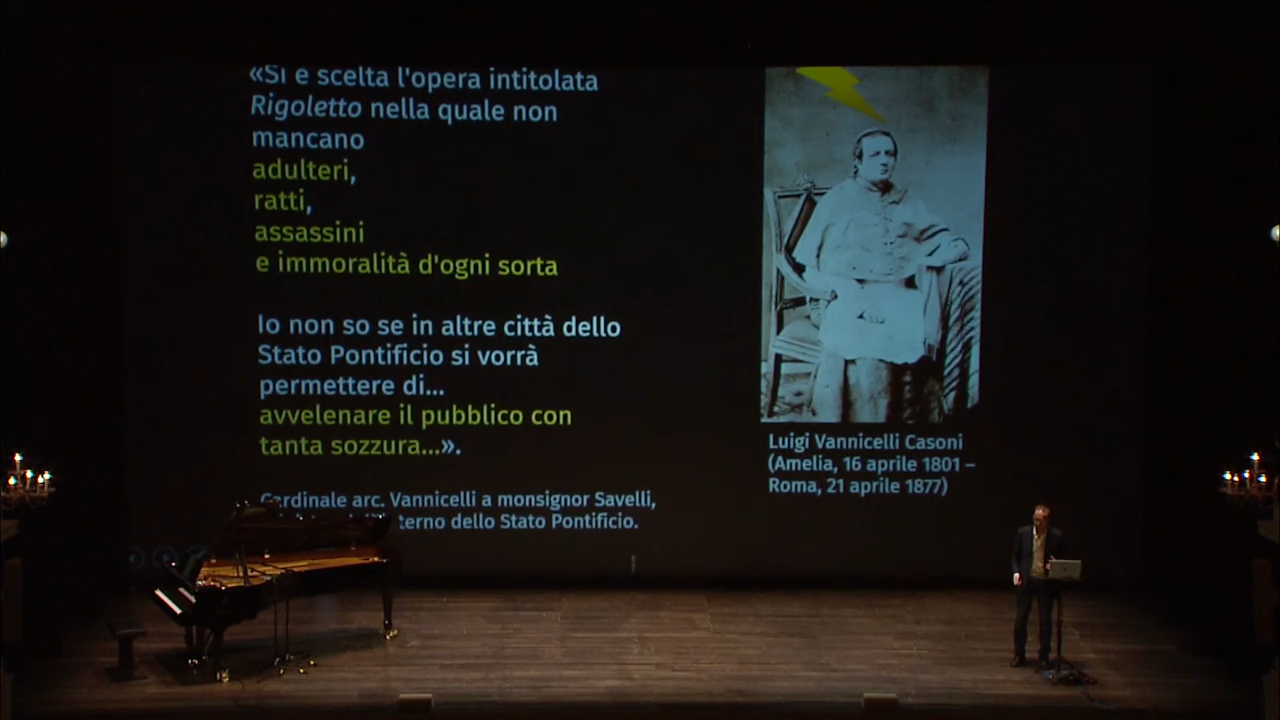 «Si è scelta l'opera intitolata
Rigoletto nella quale non
mancano
adulteri,
ratti,
assassini
e immoralità d'ogni sorta
Io non so se in altre città dello
Stato Pontificio si vorrà
permettere di...
avvelenare il pubblico con
tanta sozzura...».
Cardinale arc. Vannicelli a monsignor Savelli,
terno dello Stato Pontificio.
Luigi Vannicelli Casoni
(Amelia, 16 aprile 1801 –
Roma, 21 aprile 1877)